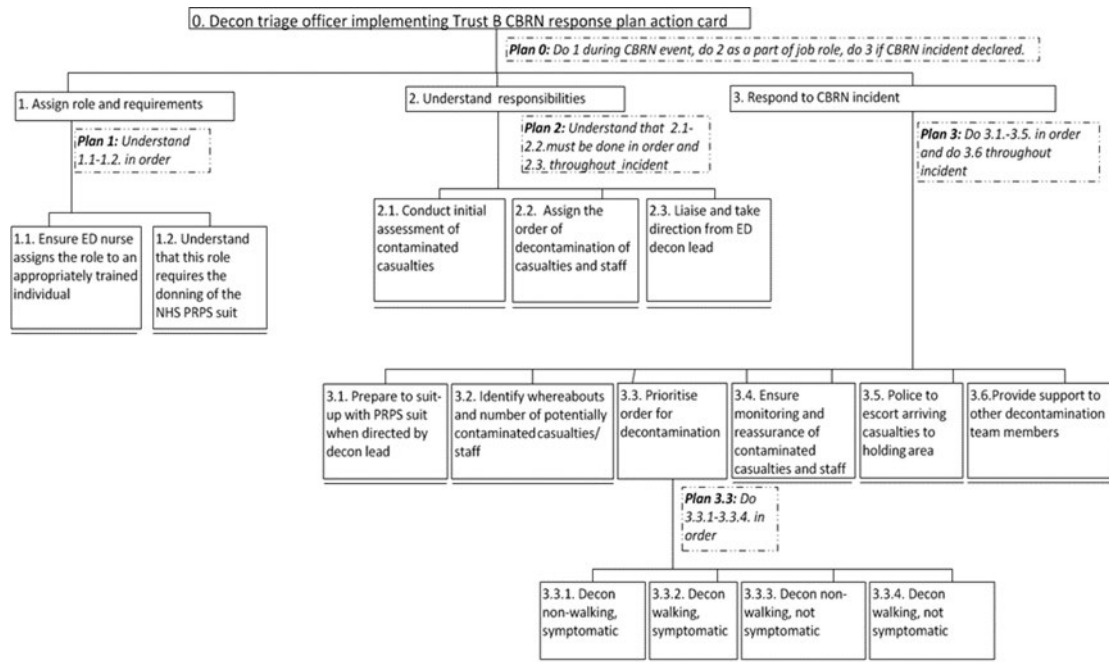 0. Decon triage officer implementing Trust B CBRN response plan action card
Plan 0: Do 1 during CBRN event, do 2 as a part of job role, do 3 if CBRN incident declared.
1. Assign role and requirements
Plan 1: Understand
1.1-1.2. in order
2. Understand responsibilities
Plan 2: Understand that 2.1-
2.2.must be done in order and
2.3. throughout incident
3. Respond to CBRN incident
Plan 3: Do 3.1.-3.5. in order
and do 3.6 throughout
incident
1.1. Ensure ED nurse
assigns the role to an
appropriately trained
individual
1.2. Understand
that this role
requires the
donning of the
NHS PRPS suit
2.1. Conduct initial
assessment of
contaminated
casualties
2.2. Assign the
order of
decontamination of
casualties and staff
2.3. Liaise and take
direction from ED
decon lead
3.1. Prepare to suit-
up with PRPS suit
when directed by
decon lead
3.2. Identify whereabouts
and number of potentially
contaminated casualties/
staff
3.3. Prioritise
order for
decontamination
3.4. Ensure
monitoring and
reassurance of
contaminated
casualties and staff
3.5. Police to
escort arriving
casualties to
holding area
3.6.Provide support to
other decontamination
team members
Plan 3.3: Do
3.3.1-3.3.4. in
order
3.3.1. Decon
non-walking,
symptomatic
3.3.2. Decon
walking,
symptomatic
3.3.3. Decon non-
walking, not
symptomatic
3.3.4. Decon
walking, not
symptomatic